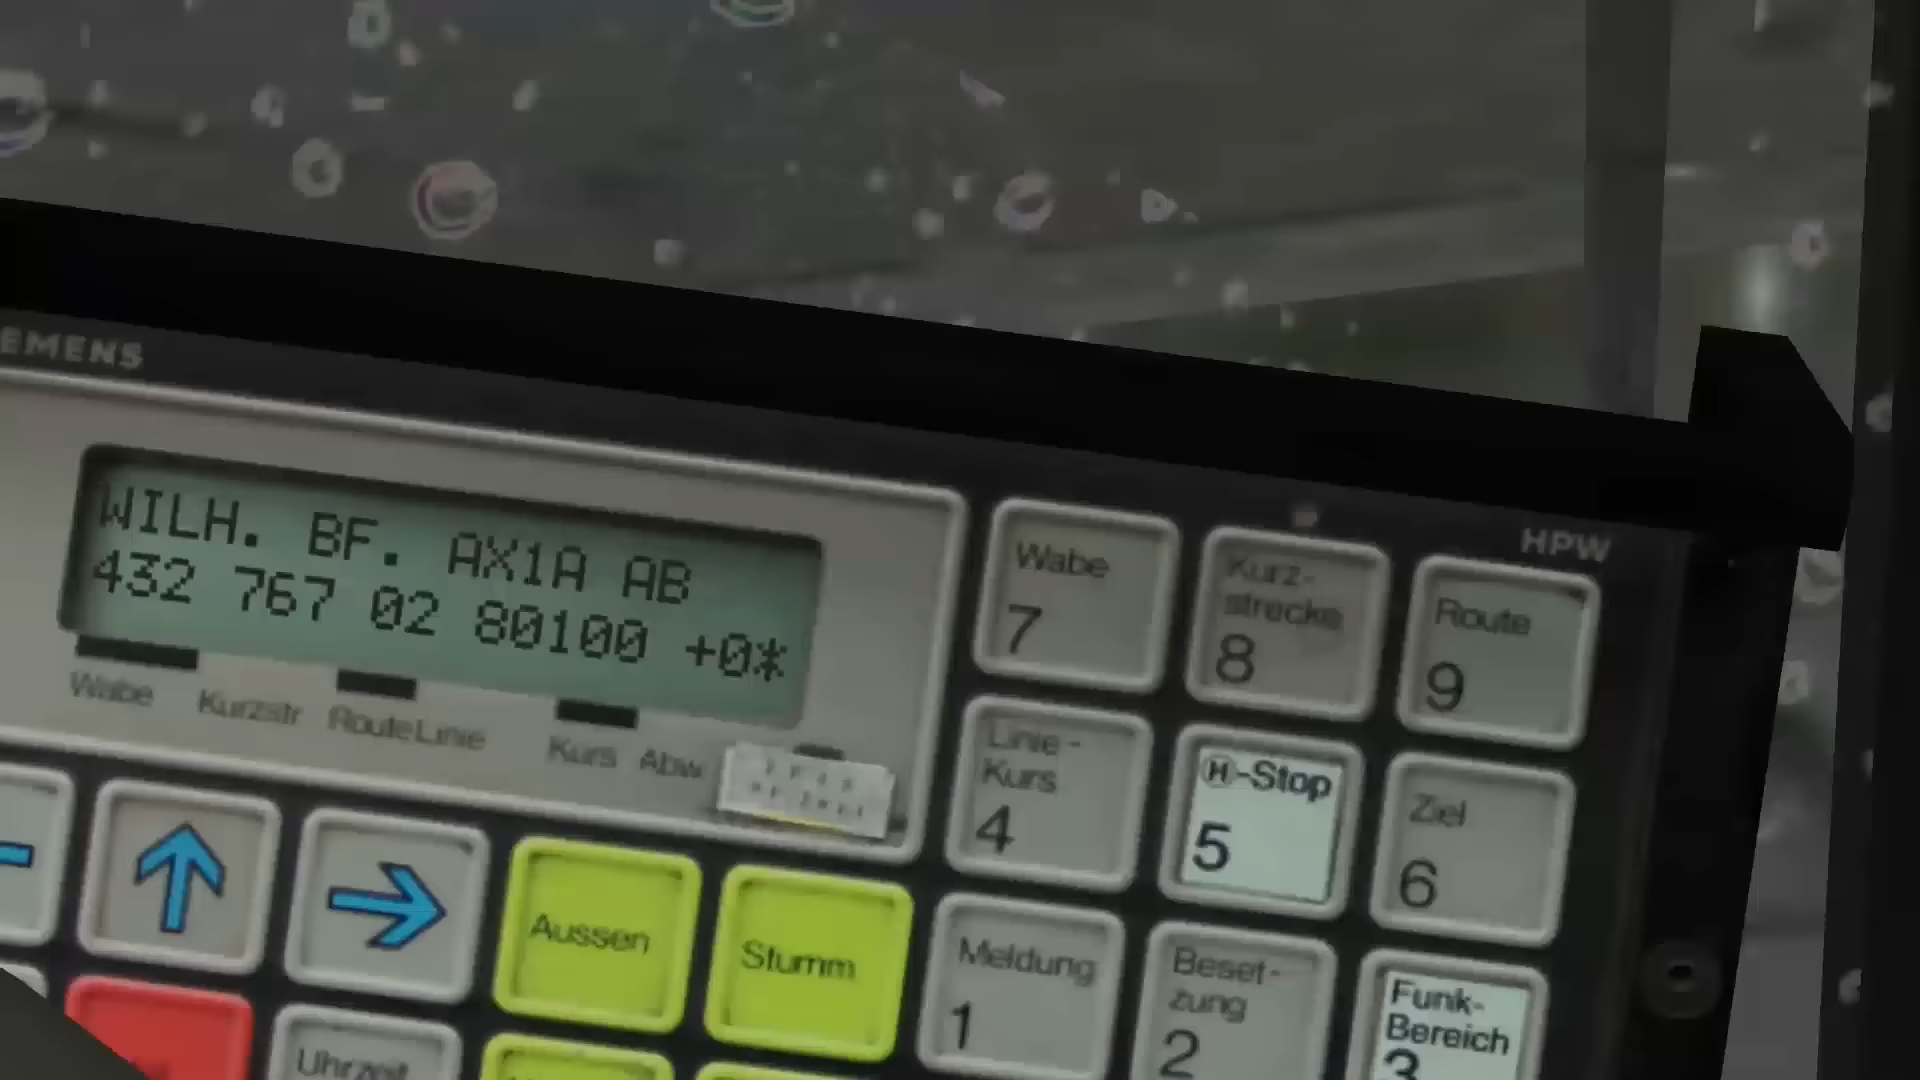 EMENS
HPW
WILH. BF. AX1A AB
432 767 02 80100 +0*
Wabe Kurzstr Route Linie Kurs Abw
Wabe
7
Kurz-
strecke
8
Route
9
Linie-
Kurs
4
H-Stop
5
Ziel
6
Aussen
Stumm
Meldung
1
Beset-
zung
2
Funk-
Bereich
3
Uhrzeit